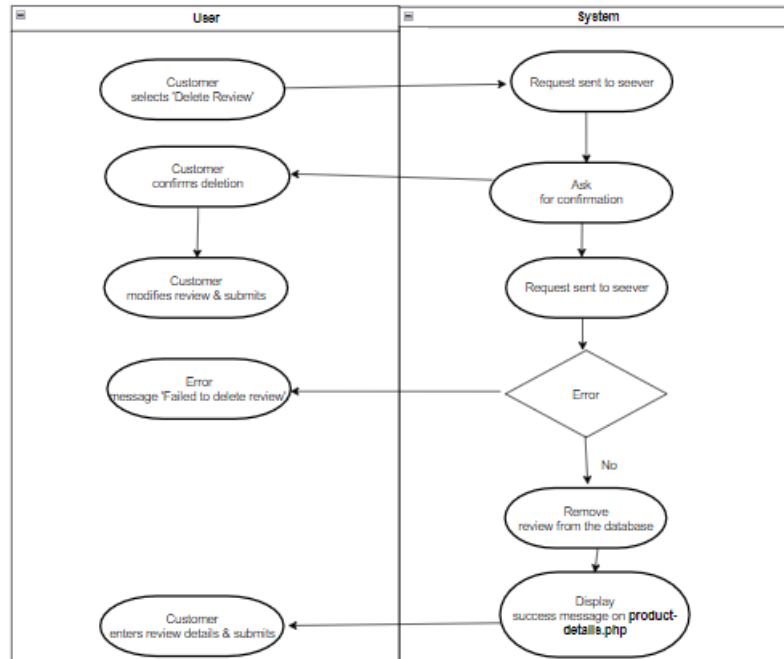 User
System
Customer
selects 'Delete Review'
Request sent to seever
Customer
confirms deletion
Ask
for confirmation
Customer
modifies review & submits
Request sent to seever
Error
message 'Failed to delete review'
Error
No
Remove
review from the database
Customer
enters review details & submits
Display
success message on product-
details.php